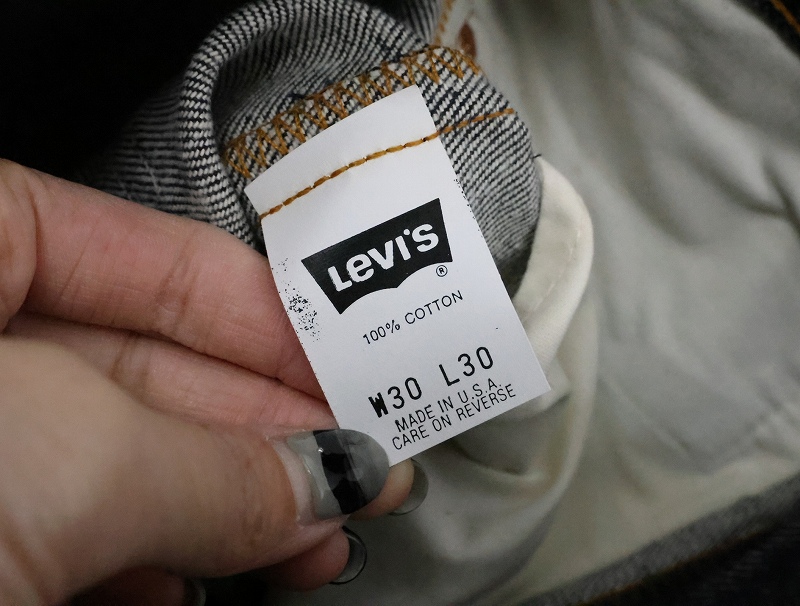 Levi's
®
100% COTTON
W30 L30
MADE IN U.S.A.
CARE ON REVERSE